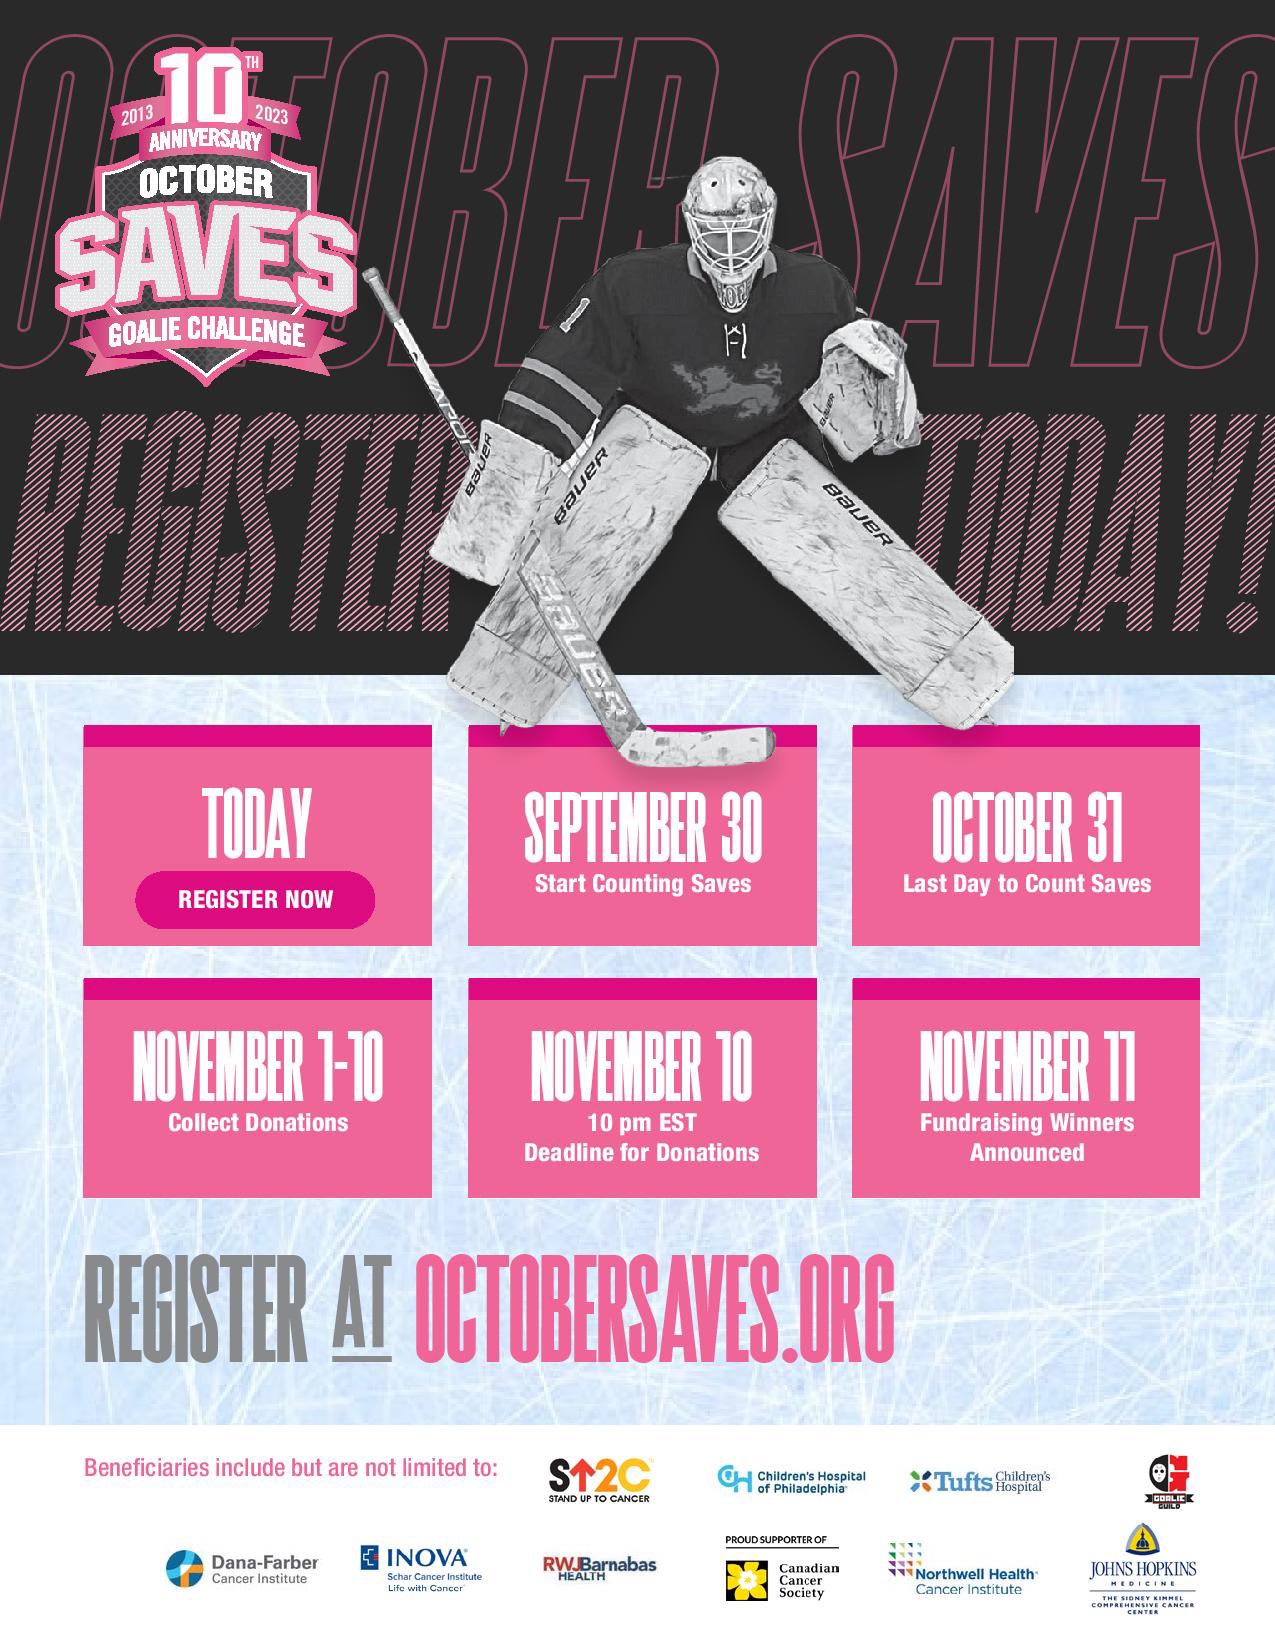 OCTOBER SAVES
10TH
2013 2023
ANNIVERSARY
OCTOBER
SAVES
GOALIE CHALLENGE
REGISTER TODAY!
BAUER
BAUER
BAUER
BAUER
BAUER
TODAY
REGISTER NOW
SEPTEMBER 30
Start Counting Saves
OCTOBER 31
Last Day to Count Saves
NOVEMBER 1-10
Collect Donations
NOVEMBER 10
10 pm EST
Deadline for Donations
NOVEMBER 11
Fundraising Winners
Announced
REGISTER AT OCTOBERSAVES.ORG
Beneficiaries include but are not limited to:
SU2C
STAND UP TO CANCER
CH Children's Hospital
of Philadelphia
Tufts Children's
Hospital
GOALIE
GUILD
Dana-Farber
Cancer Institute
INOVA®
Schar Cancer Institute
Life with Cancer®
RWJBarnabas
HEALTH
PROUD SUPPORTER OF
Canadian
Cancer
Society
Northwell Health®
Cancer Institute
JOHNS HOPKINS
MEDICINE
THE SIDNEY KIMMEL
COMPREHENSIVE CANCER
CENTER